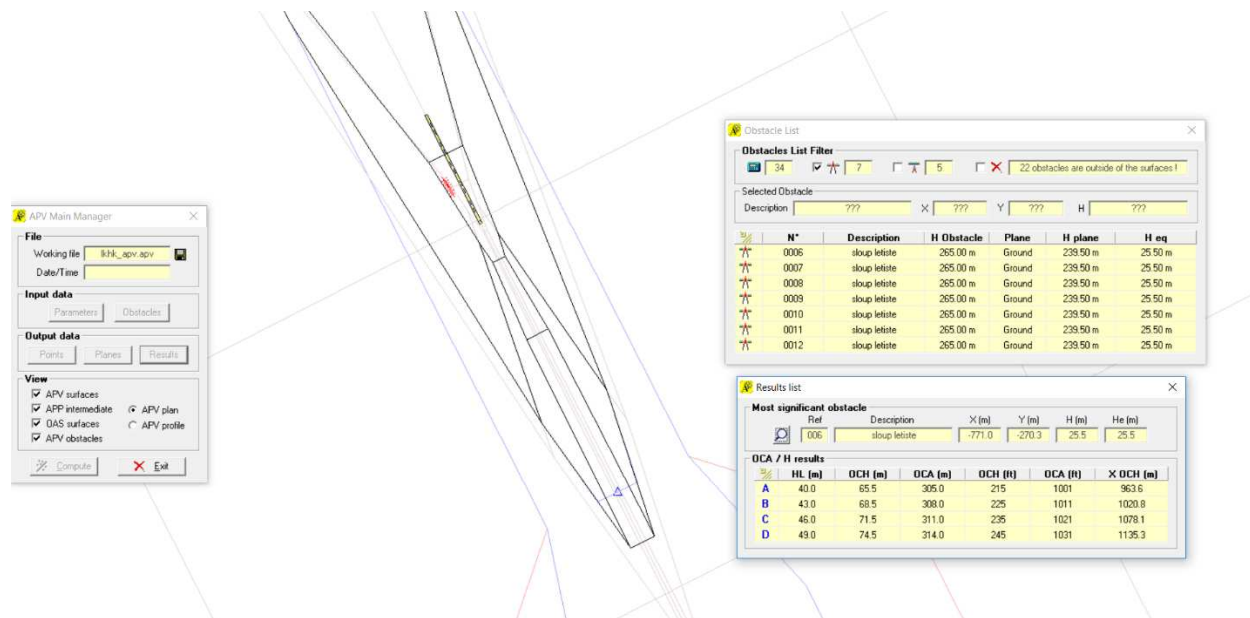 APV Main Manager
File
Working file lkhk_apv.apv
Date/Time
Input data
Parameters Obstacles
Output data
Points Planes Results
View
APV surfaces
APP intermediate APV plan
OAS surfaces APV profile
APV obstacles
Compute Exit
Obstacle List
Obstacles List Filter
34 7 5 22 obstacles are outside of the surfaces !
Selected Obstacle
Description ??? X ??? Y ??? H ???
N° Description H Obstacle Plane H plane H eq
0006 sloup letiste 265.00 m Ground 239.50 m 25.50 m
0007 sloup letiste 265.00 m Ground 239.50 m 25.50 m
0008 sloup letiste 265.00 m Ground 239.50 m 25.50 m
0009 sloup letiste 265.00 m Ground 239.50 m 25.50 m
0010 sloup letiste 265.00 m Ground 239.50 m 25.50 m
0011 sloup letiste 265.00 m Ground 239.50 m 25.50 m
0012 sloup letiste 265.00 m Ground 239.50 m 25.50 m
Results list
Most significant obstacle
Ref Description X (m) Y (m) H (m) He (m)
006 sloup letiste -771.0 -270.3 25.5 25.5
OCA / H results
HL (m) OCH (m) OCA (m) OCH (ft) OCA (ft) X OCH (m)
A 40.0 65.5 305.0 215 1001 963.6
B 43.0 68.5 308.0 225 1011 1020.8
C 46.0 71.5 311.0 235 1021 1078.1
D 49.0 74.5 314.0 245 1031 1135.3